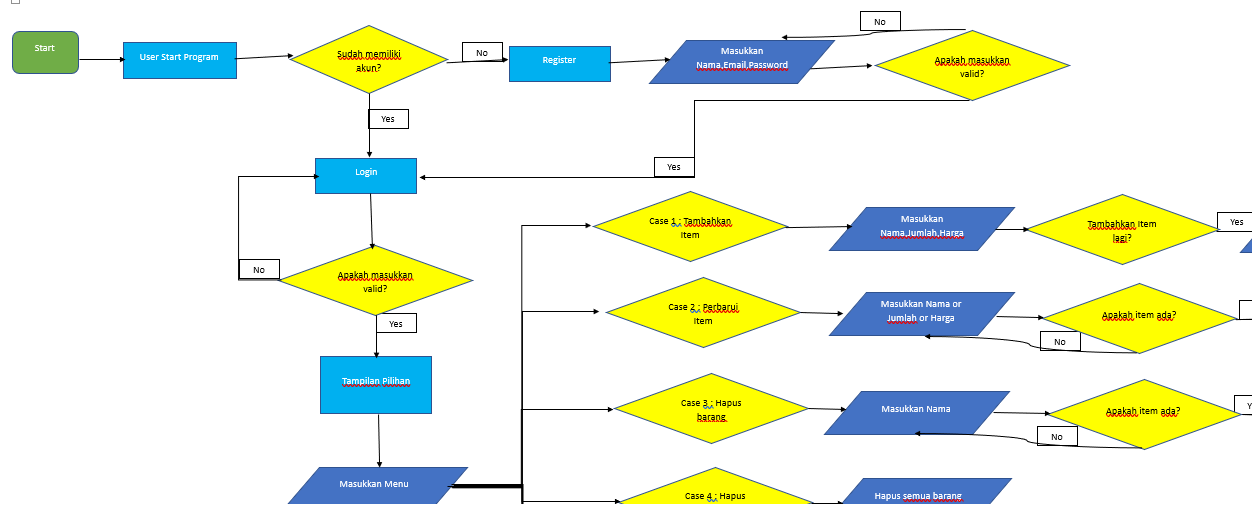 Start
User Start Program
Sudah memiliki
akun?
No
Register
Masukkan
Nama,Email,Password
No
Apakah masukkan
valid?
Yes
Yes
Login
No
Apakah masukkan
valid?
Yes
Tampilan Pilihan
Masukkan Menu
Case 1 : Tambahkan
Item
Masukkan
Nama,Jumlah,Harga
Tambahkan Item
lagi?
Yes
Case 2 : Perbarui
Item
Masukkan Nama or
Jumlah or Harga
Apakah item ada?
No
Case 3 : Hapus
barang
Masukkan Nama
Apakah item ada?
No
Case 4 : Hapus
Hapus semua barang